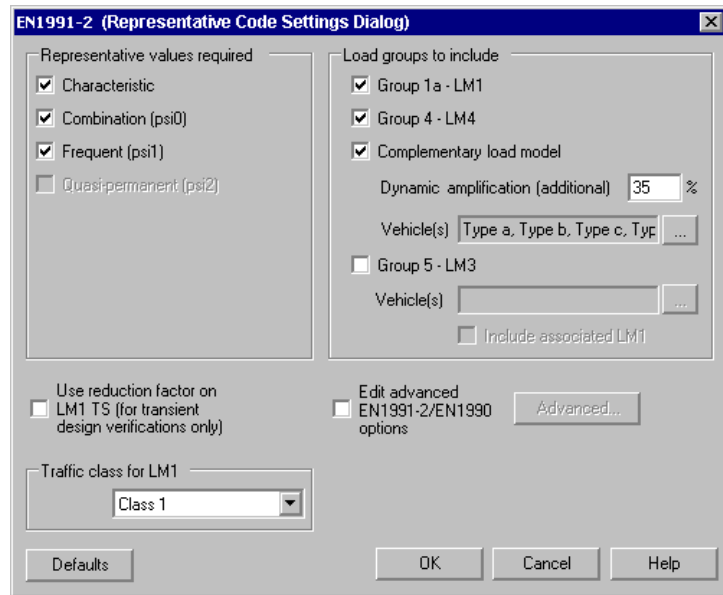 EN1991-2 (Representative Code Settings Dialog)
Representative values required
Characteristic
Combination (psi0)
Frequent (psi1)
Quasi-permanent (psi2)
Load groups to include
Group 1a - LM1
Group 4 - LM4
Complementary load model
Dynamic amplification (additional) 35 %
Vehicle(s) Type a, Type b, Type c, Typ ...
Group 5 - LM3
Vehicle(s) ...
Include associated LM1
Use reduction factor on
LM1 TS (for transient
design verifications only)
Edit advanced
EN1991-2/EN1990
options
Advanced...
Traffic class for LM1
Class 1
Defaults
OK
Cancel
Help